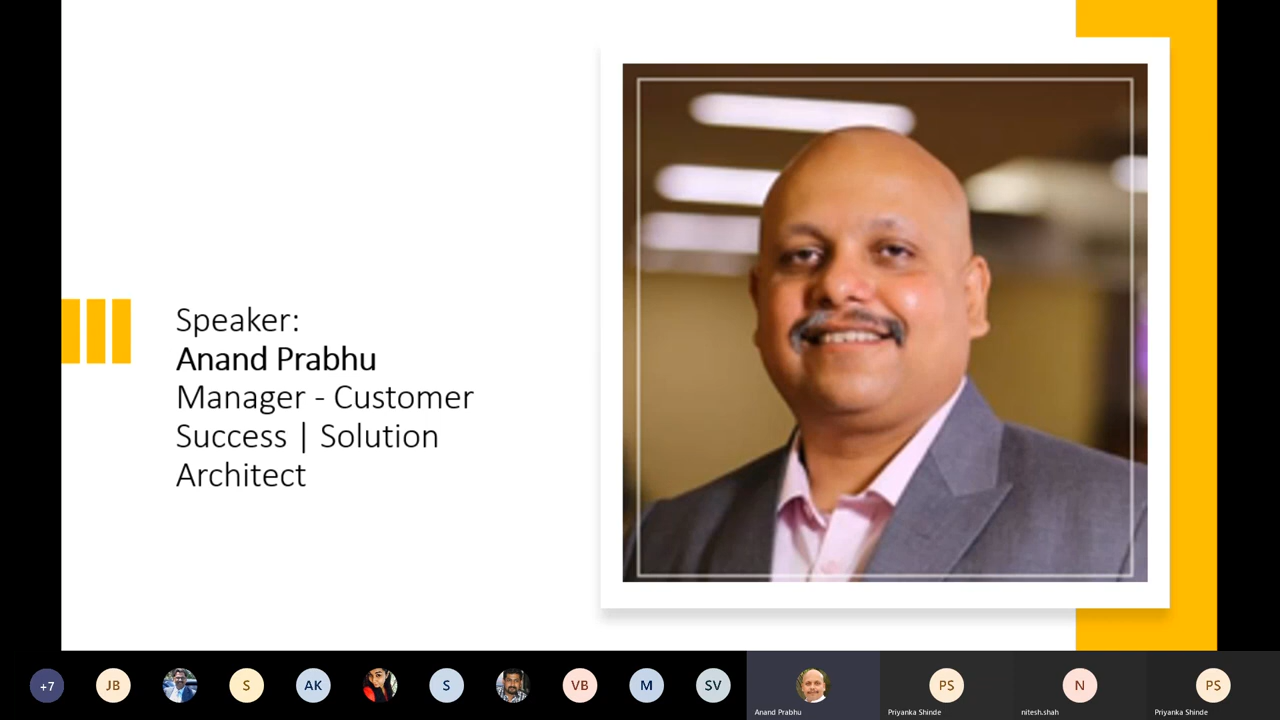 Speaker:
Anand Prabhu
Manager - Customer
Success | Solution
Architect
+7
JB
S
AK
S
VB
M
SV
PS
N
PS
Anand Prabhu
Priyanka Shinde
nitesh.shah
Priyanka Shinde